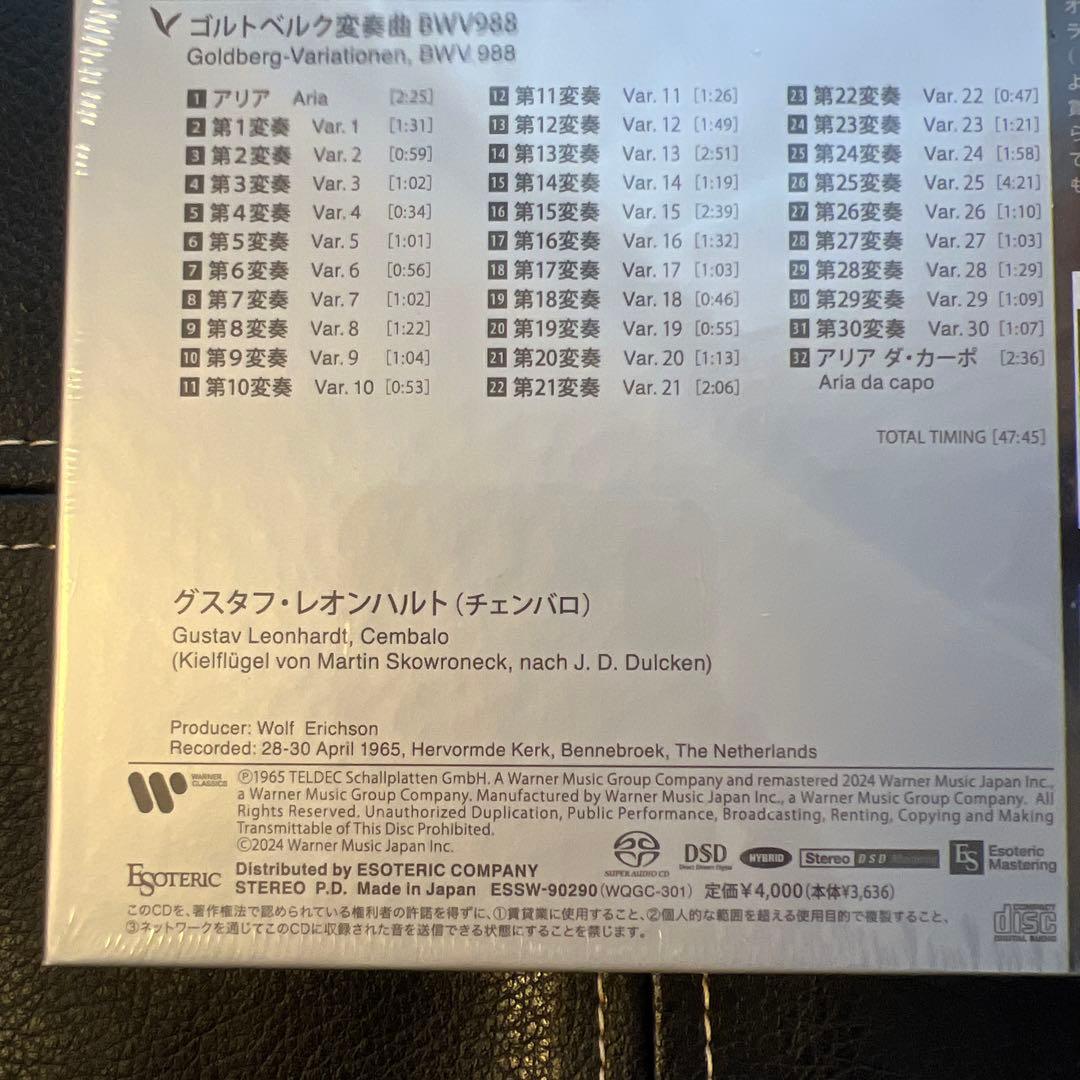 ゴルトベルク変奏曲 BWV988
Goldberg-Variationen, BWV 988
1 アリア Aria [2:25]
2 第1変奏 Var. 1 [1:31]
3 第2変奏 Var. 2 [0:59]
4 第3変奏 Var. 3 [1:02]
5 第4変奏 Var. 4 [0:34]
6 第5変奏 Var. 5 [1:01]
7 第6変奏 Var. 6 [0:56]
8 第7変奏 Var. 7 [1:02]
9 第8変奏 Var. 8 [1:22]
10 第9変奏 Var. 9 [1:04]
11 第10変奏 Var. 10 [0:53]
12 第11変奏 Var. 11 [1:26]
13 第12変奏 Var. 12 [1:49]
14 第13変奏 Var. 13 [2:51]
15 第14変奏 Var. 14 [1:19]
16 第15変奏 Var. 15 [2:39]
17 第16変奏 Var. 16 [1:32]
18 第17変奏 Var. 17 [1:03]
19 第18変奏 Var. 18 [0:46]
20 第19変奏 Var. 19 [0:55]
21 第20変奏 Var. 20 [1:13]
22 第21変奏 Var. 21 [2:06]
23 第22変奏 Var. 22 [0:47]
24 第23変奏 Var. 23 [1:21]
25 第24変奏 Var. 24 [1:58]
26 第25変奏 Var. 25 [4:21]
27 第26変奏 Var. 26 [1:10]
28 第27変奏 Var. 27 [1:03]
29 第28変奏 Var. 28 [1:29]
30 第29変奏 Var. 29 [1:09]
31 第30変奏 Var. 30 [1:07]
32 アリア ダ・カーポ [2:36]
Aria da capo
TOTAL TIMING [47:45]
グスタフ・レオンハルト（チェンバロ）
Gustav Leonhardt, Cembalo
(Kielflügel von Martin Skowroneck, nach J. D. Dulcken)
Producer: Wolf Erichson
Recorded: 28-30 April 1965, Hervormde Kerk, Bennebroek, The Netherlands
WARNER
CLASSICS
Ⓟ1965 TELDEC Schallplatten GmbH. A Warner Music Group Company and remastered 2024 Warner Music Japan Inc.,
a Warner Music Group Company. Manufactured by Warner Music Japan Inc., a Warner Music Group Company. All
Rights Reserved. Unauthorized Duplication, Public Performance, Broadcasting, Renting, Copying and Making
Transmittable of This Disc Prohibited.
Ⓒ2024 Warner Music Japan Inc.
SUPER AUDIO CD
DSD
Direct Stream Digital
HYBRID
Stereo DSD Mastering
ES Esoteric
Mastering
ESOTERIC
Distributed by ESOTERIC COMPANY
STEREO P.D. Made in Japan ESSW-90290(WQGC-301) 定価￥4,000(本体¥3,636)
このCDを、著作権法で認められている権利者の許諾を得ずに、①賃貸業に使用すること、②個人的な範囲を超える使用目的で複製すること、
③ネットワークを通じてこのCDに収録された音を送信できる状態にすることを禁じます。
COMPACT
disc
DIGITAL AUDIO